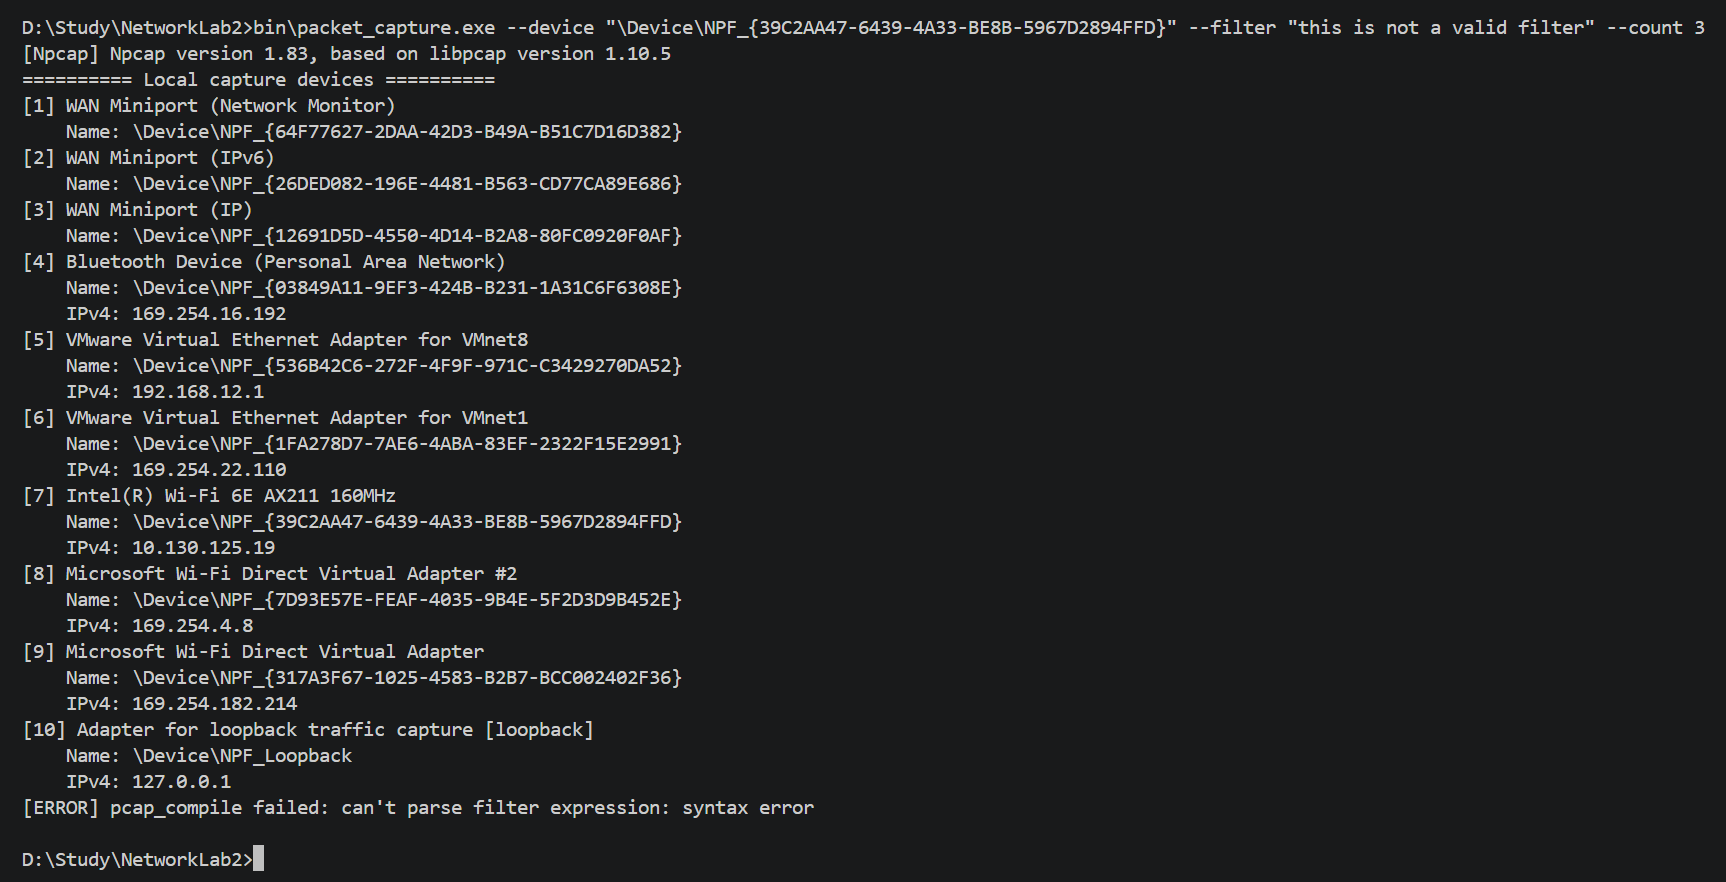 D:\Study\NetworkLab2>bin\packet_capture.exe --device "\Device\NPF_{39C2AA47-6439-4A33-BE8B-5967D2894FFD}" --filter "this is not a valid filter" --count 3
[Npcap] Npcap version 1.83, based on libpcap version 1.10.5
========== Local capture devices ==========
[1] WAN Miniport (Network Monitor)
    Name: \Device\NPF_{64F77627-2DAA-42D3-B49A-B51C7D16D382}
[2] WAN Miniport (IPv6)
    Name: \Device\NPF_{26DED082-196E-4481-B563-CD77CA89E686}
[3] WAN Miniport (IP)
    Name: \Device\NPF_{12691D5D-4550-4D14-B2A8-80FC0920F0AF}
[4] Bluetooth Device (Personal Area Network)
    Name: \Device\NPF_{03849A11-9EF3-424B-B231-1A31C6F6308E}
    IPv4: 169.254.16.192
[5] VMware Virtual Ethernet Adapter for VMnet8
    Name: \Device\NPF_{536B42C6-272F-4F9F-971C-C3429270DA52}
    IPv4: 192.168.12.1
[6] VMware Virtual Ethernet Adapter for VMnet1
    Name: \Device\NPF_{1FA278D7-7AE6-4ABA-83EF-2322F15E2991}
    IPv4: 169.254.22.110
[7] Intel(R) Wi-Fi 6E AX211 160MHz
    Name: \Device\NPF_{39C2AA47-6439-4A33-BE8B-5967D2894FFD}
    IPv4: 10.130.125.19
[8] Microsoft Wi-Fi Direct Virtual Adapter #2
    Name: \Device\NPF_{7D93E57E-FEAF-4035-9B4E-5F2D3D9B452E}
    IPv4: 169.254.4.8
[9] Microsoft Wi-Fi Direct Virtual Adapter
    Name: \Device\NPF_{317A3F67-1025-4583-B2B7-BCC002402F36}
    IPv4: 169.254.182.214
[10] Adapter for loopback traffic capture [loopback]
    Name: \Device\NPF_Loopback
    IPv4: 127.0.0.1
[ERROR] pcap_compile failed: can't parse filter expression: syntax error
D:\Study\NetworkLab2>